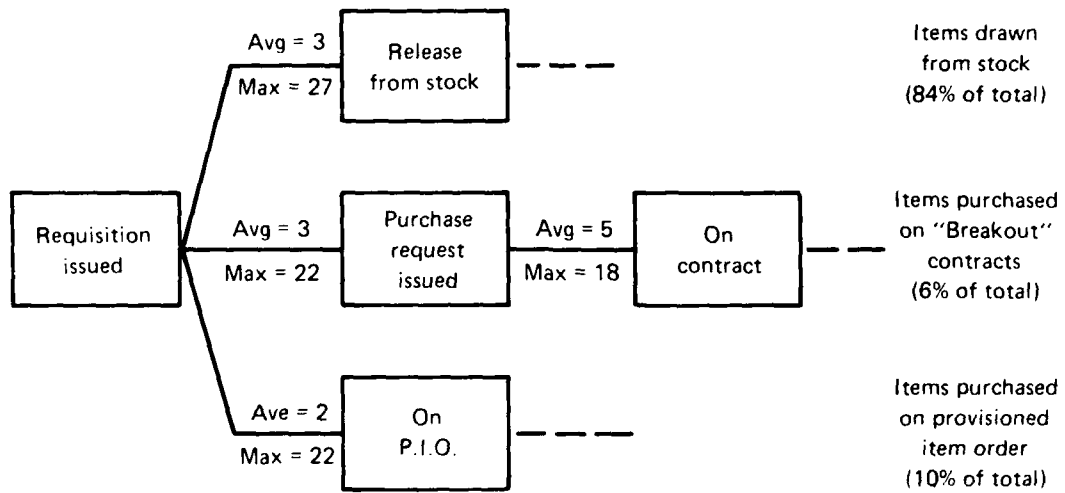 Avg = 3
Max = 27
Release
from stock
Items drawn
from stock
(84% of total)
Requisition
issued
Avg = 3
Max = 22
Purchase
request
issued
Avg = 5
Max = 18
On
contract
Items purchased
on "Breakout"
contracts
(6% of total)
Ave = 2
Max = 22
On
P.I.O.
Items purchased
on provisioned
item order
(10% of total)